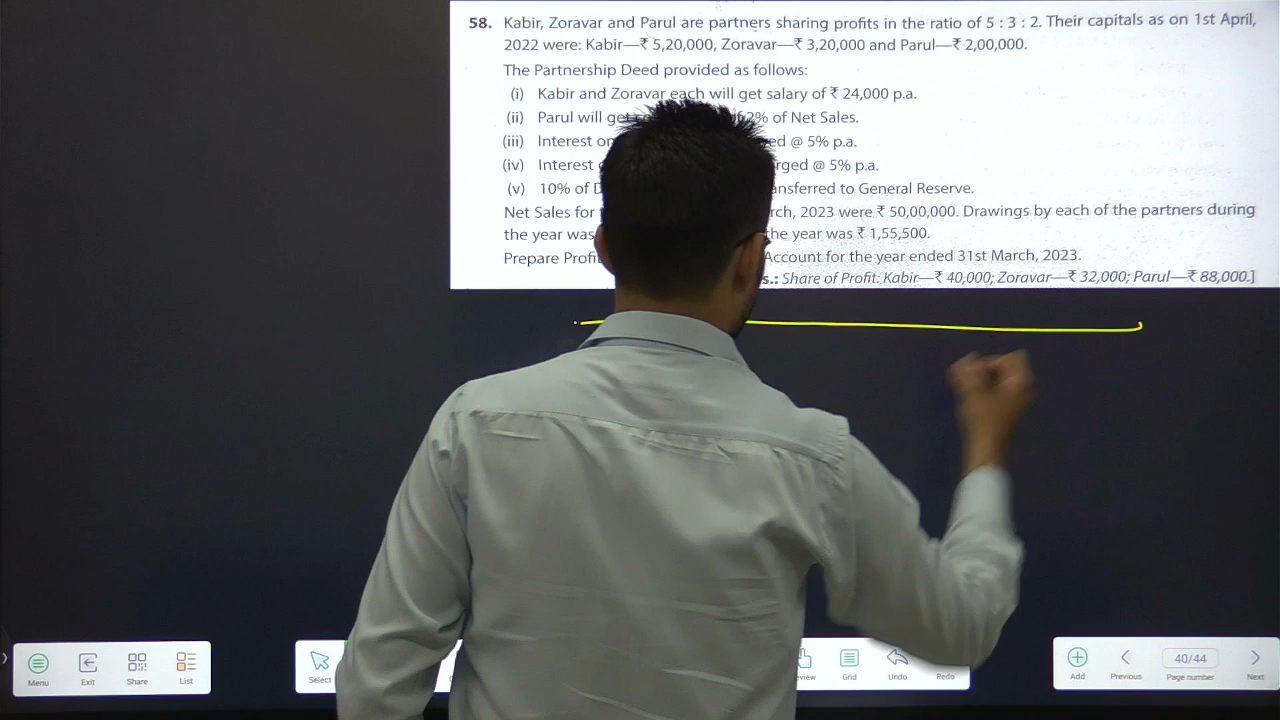 58. Kabir, Zoravar and Parul are partners sharing profits in the ratio of 5 : 3 : 2. Their capitals as on 1st April,
2022 were: Kabir—₹ 5,20,000, Zoravar—₹ 3,20,000 and Parul—₹ 2,00,000.
The Partnership Deed provided as follows:
(i) Kabir and Zoravar each will get salary of ₹ 24,000 p.a.
(ii) Parul will get 2% of Net Sales.
(iii) Interest on @ 5% p.a.
(iv) Interest @ 5% p.a.
(v) 10% of transferred to General Reserve.
Net Sales for 2023 were ₹ 50,00,000. Drawings by each of the partners during
the year was the year was ₹ 1,55,500.
Prepare Account for the year ended 31st March, 2023.
Share of Profit: Kabir—₹ 40,000; Zoravar—₹ 32,000; Parul—₹ 88,000.]
Menu Exit Share List Select Grid Undo Redo Add Previous 40/44 Page number Next